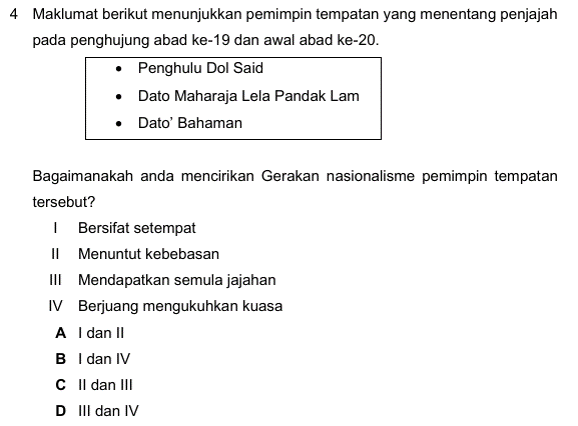 4 Maklumat berikut menunjukkan pemimpin tempatan yang menentang penjajah
pada penghujung abad ke-19 dan awal abad ke-20.
• Penghulu Dol Said
• Dato Maharaja Lela Pandak Lam
• Dato' Bahaman
Bagaimanakah anda mencirikan Gerakan nasionalisme pemimpin tempatan
tersebut?
I Bersifat setempat
II Menuntut kebebasan
III Mendapatkan semula jajahan
IV Berjuang mengukuhkan kuasa
A I dan II
B I dan IV
C II dan III
D III dan IV